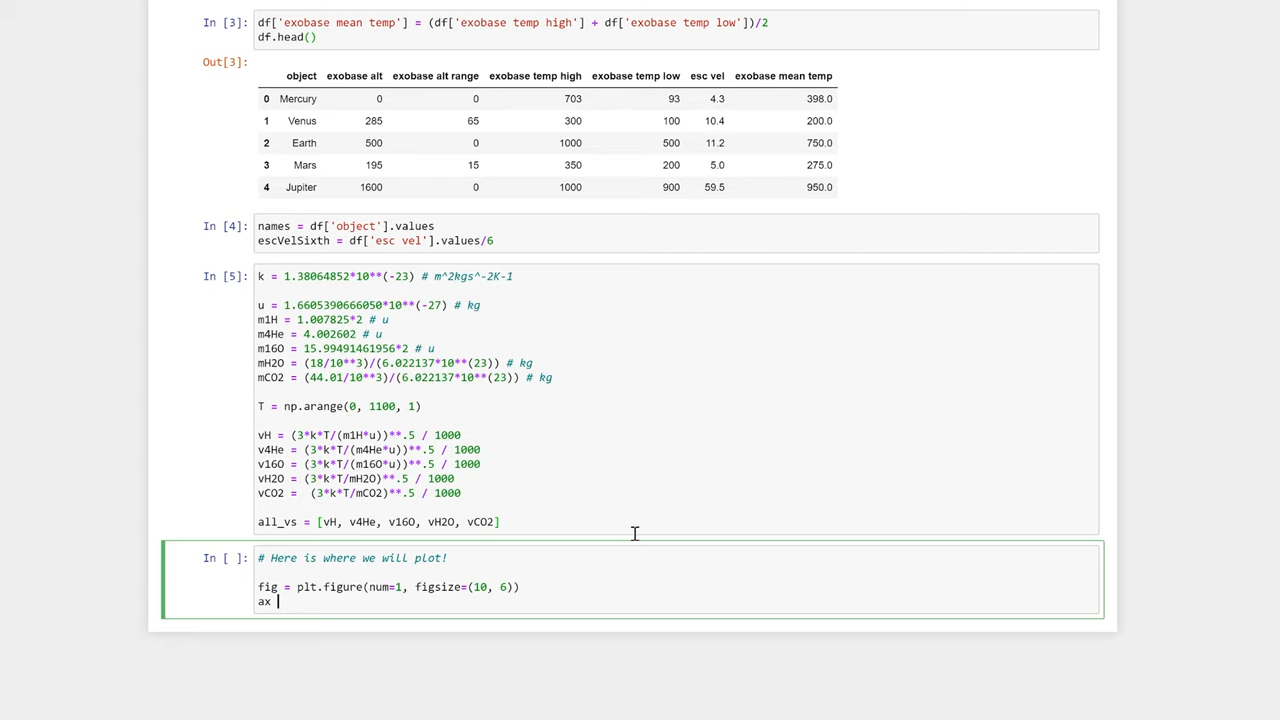 In [3]: df['exobase mean temp'] = (df['exobase temp high'] + df['exobase temp low'])/2
df.head()
Out[3]:
object exobase alt exobase alt range exobase temp high exobase temp low esc vel exobase mean temp
0 Mercury 0 0 703 93 4.3 398.0
1 Venus 285 65 300 100 10.4 200.0
2 Earth 500 0 1000 500 11.2 750.0
3 Mars 195 15 350 200 5.0 275.0
4 Jupiter 1600 0 1000 900 59.5 950.0
In [4]: names = df['object'].values
escVelSixth = df['esc vel'].values/6
In [5]: k = 1.38064852*10**(-23) # m^2kgs^-2K-1
u = 1.6605390666050*10**(-27) # kg
m1H = 1.007825*2 # u
m4He = 4.002602 # u
m16O = 15.99491461956*2 # u
mH2O = (18/10**3)/(6.022137*10**(23)) # kg
mCO2 = (44.01/10**3)/(6.022137*10**(23)) # kg
T = np.arange(0, 1100, 1)
vH = (3*k*T/(m1H*u))**.5 / 1000
v4He = (3*k*T/(m4He*u))**.5 / 1000
v16O = (3*k*T/(m16O*u))**.5 / 1000
vH2O = (3*k*T/mH2O)**.5 / 1000
vCO2 =  (3*k*T/mCO2)**.5 / 1000
all_vs = [vH, v4He, v16O, vH2O, vCO2]
In [ ]: # Here is where we will plot!
fig = plt.figure(num=1, figsize=(10, 6))
ax